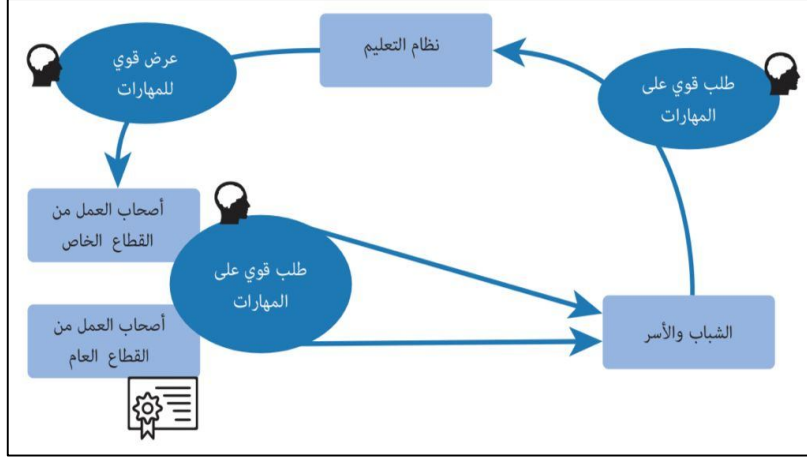 نظام التعليم
عرض قوي
للمهارات
طلب قوي على
المهارات
أصحاب العمل من
القطاع الخاص
طلب قوي على
المهارات
أصحاب العمل من
القطاع العام
الشباب والأسر